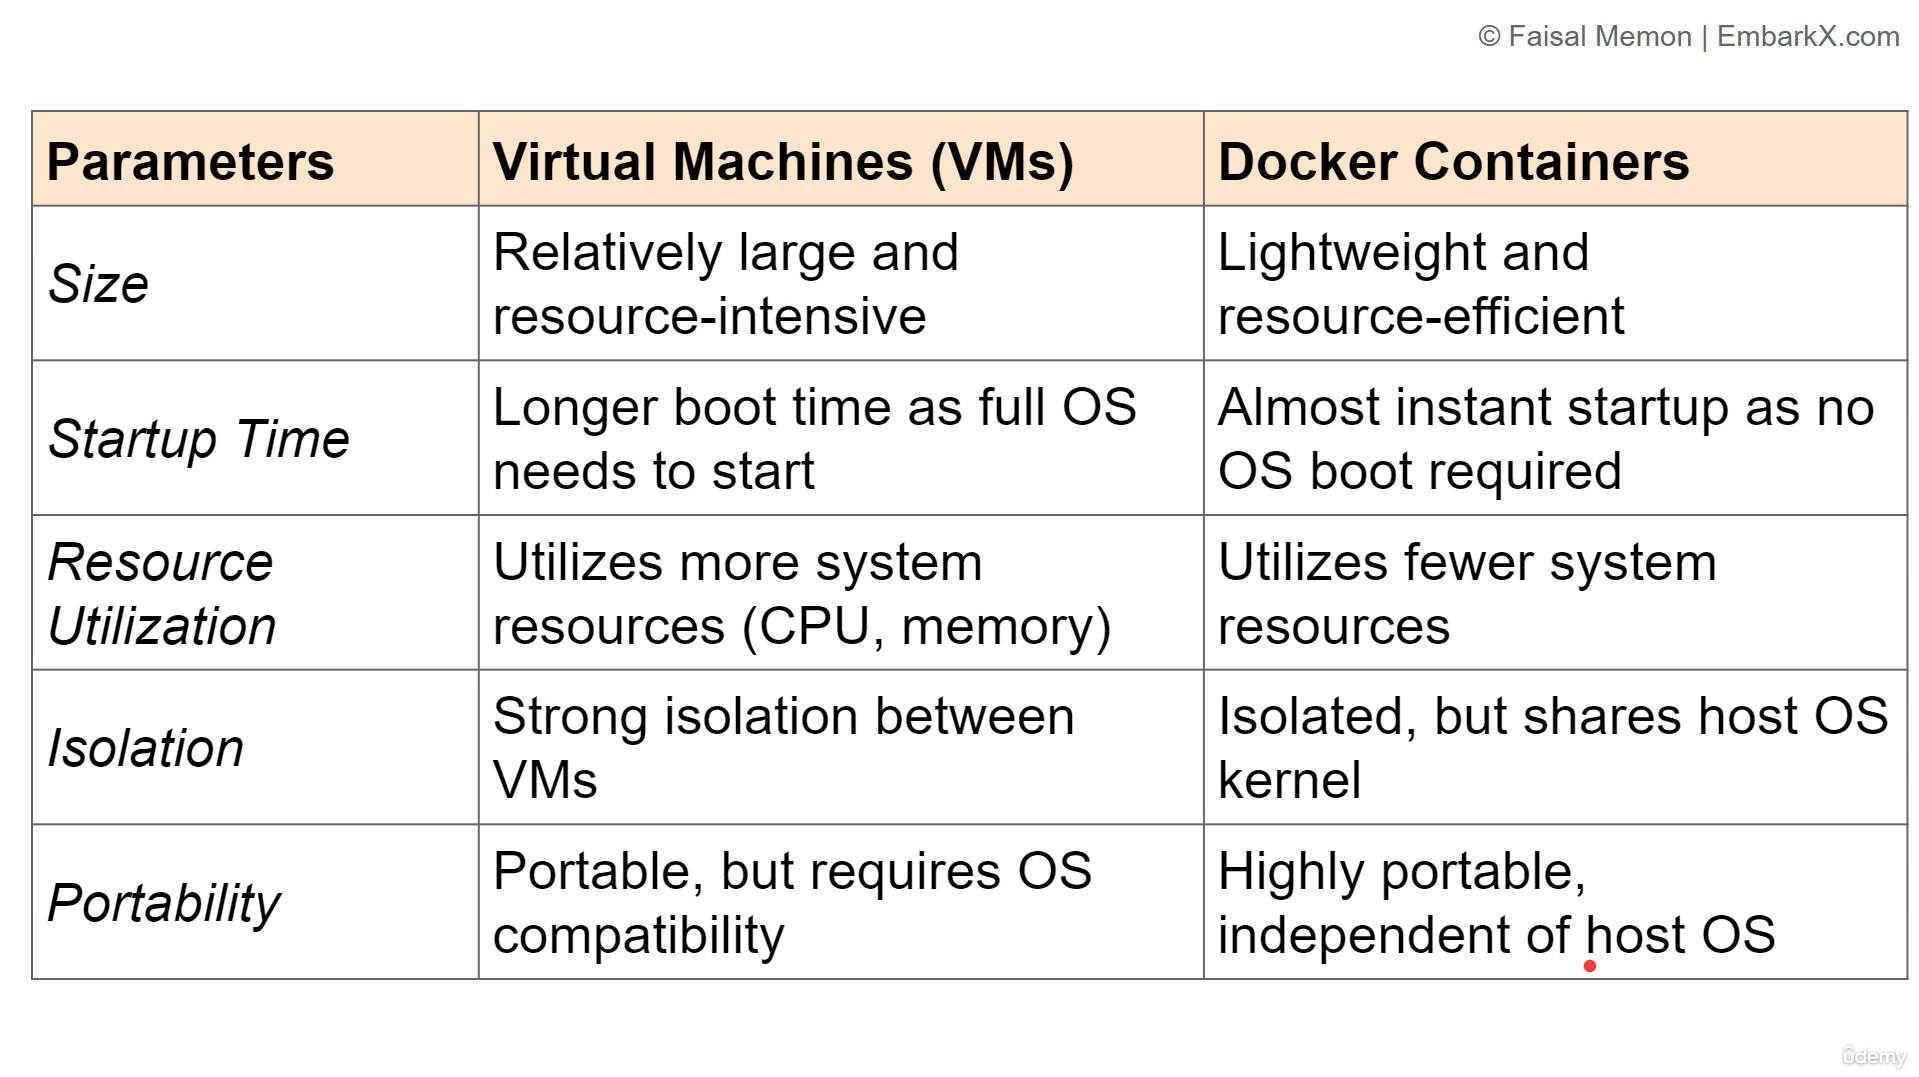 © Faisal Memon | EmbarkX.com
Parameters
Virtual Machines (VMs)
Docker Containers
Size
Relatively large and
resource-intensive
Lightweight and
resource-efficient
Startup Time
Longer boot time as full OS
needs to start
Almost instant startup as no
OS boot required
Resource
Utilization
Utilizes more system
resources (CPU, memory)
Utilizes fewer system
resources
Isolation
Strong isolation between
VMs
Isolated, but shares host OS
kernel
Portability
Portable, but requires OS
compatibility
Highly portable,
independent of host OS
ûdemy